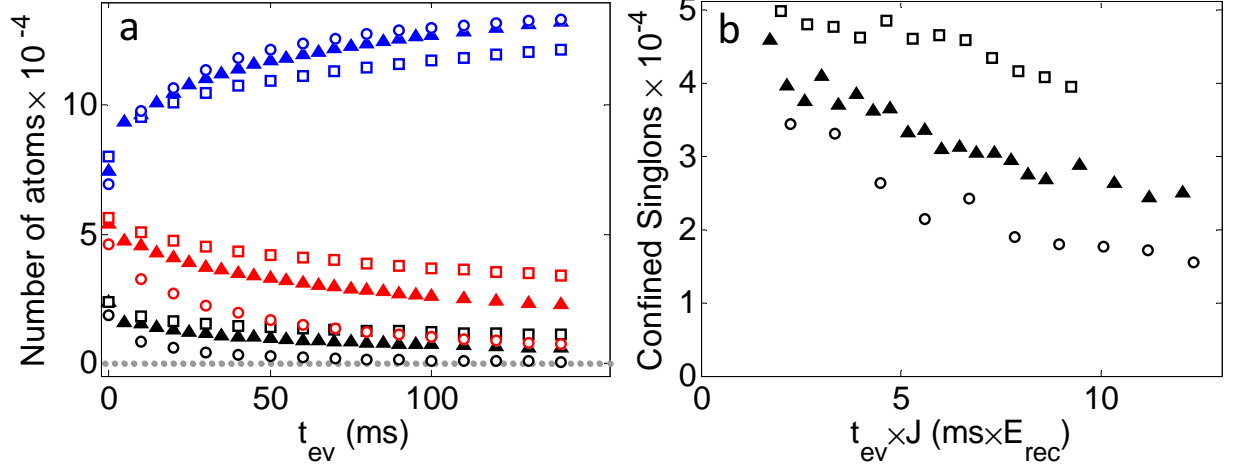 a
Number of atoms × 10⁻⁴
10
5
0
0
50
100
t_ev (ms)
b
Confined Singlons × 10⁻⁴
5
4
3
2
1
0
0
5
10
t_ev×J (ms×E_rec)